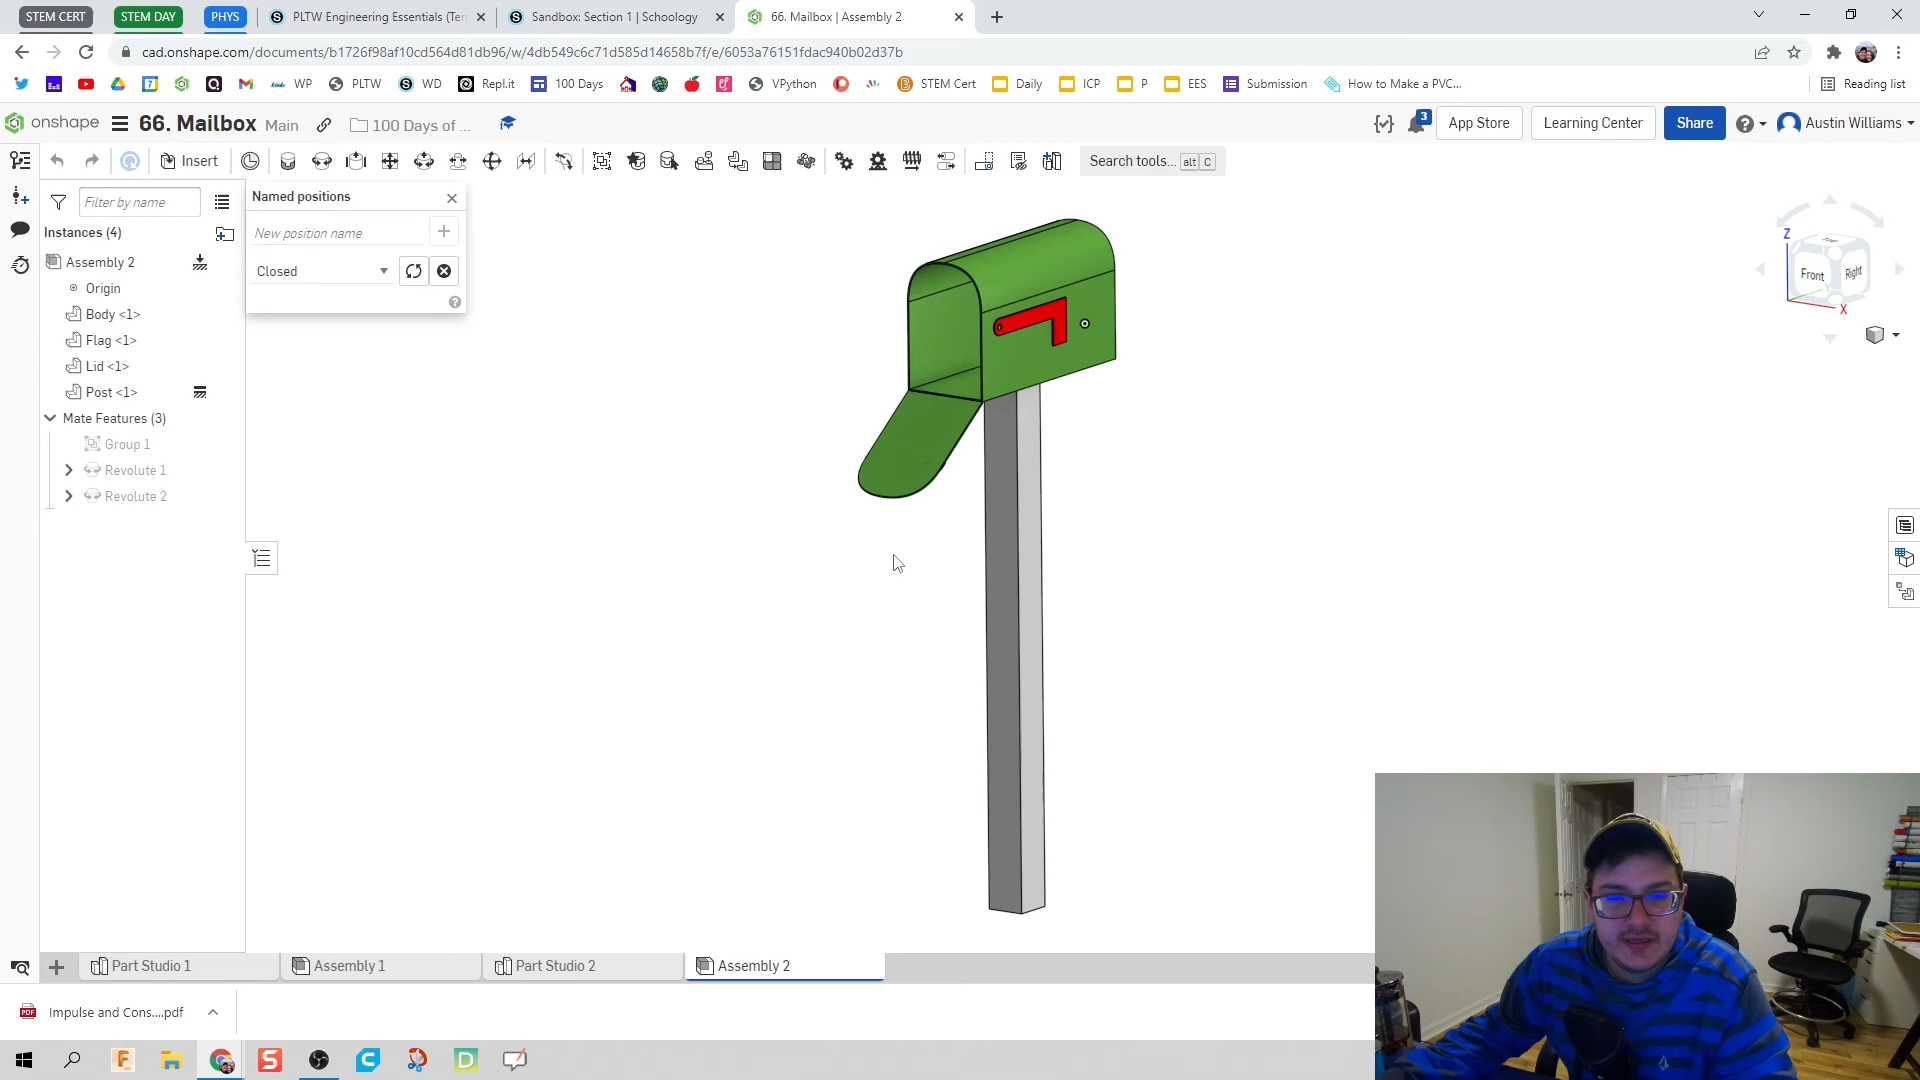 STEM CERT
STEM DAY
PHYS
PLTW Engineering Essentials (Ten
Sandbox: Section 1 | Schoology
66. Mailbox | Assembly 2
cad.onshape.com/documents/b1726f98af10cd564d81db96/w/4db549c6c71d585d14658b7f/e/6053a76151fdac940b02d37b
WP
PLTW
WD
Repl.it
100 Days
VPython
STEM Cert
Daily
ICP
P
EES
Submission
How to Make a PVC...
Reading list
onshape
66. Mailbox
Main
100 Days of ...
3
App Store
Learning Center
Share
Austin Williams
Insert
Search tools...
alt
C
Filter by name
Instances (4)
Assembly 2
Origin
Body <1>
Flag <1>
Lid <1>
Post <1>
Mate Features (3)
Group 1
Revolute 1
Revolute 2
Named positions
New position name
Closed
Z
Front
Right
X
Part Studio 1
Assembly 1
Part Studio 2
Assembly 2
PDF
Impulse and Cons....pdf